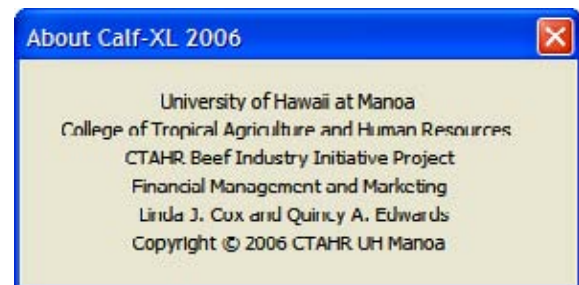 About Calf-XL 2006
University of Hawaii at Manoa
College of Tropical Agriculture and Human Resources
CTAHR Beef Industry Initiative Project
Financial Management and Marketing
Linda J. Cox and Quincy A. Edwards
Copyright © 2006 CTAHR UH Manoa